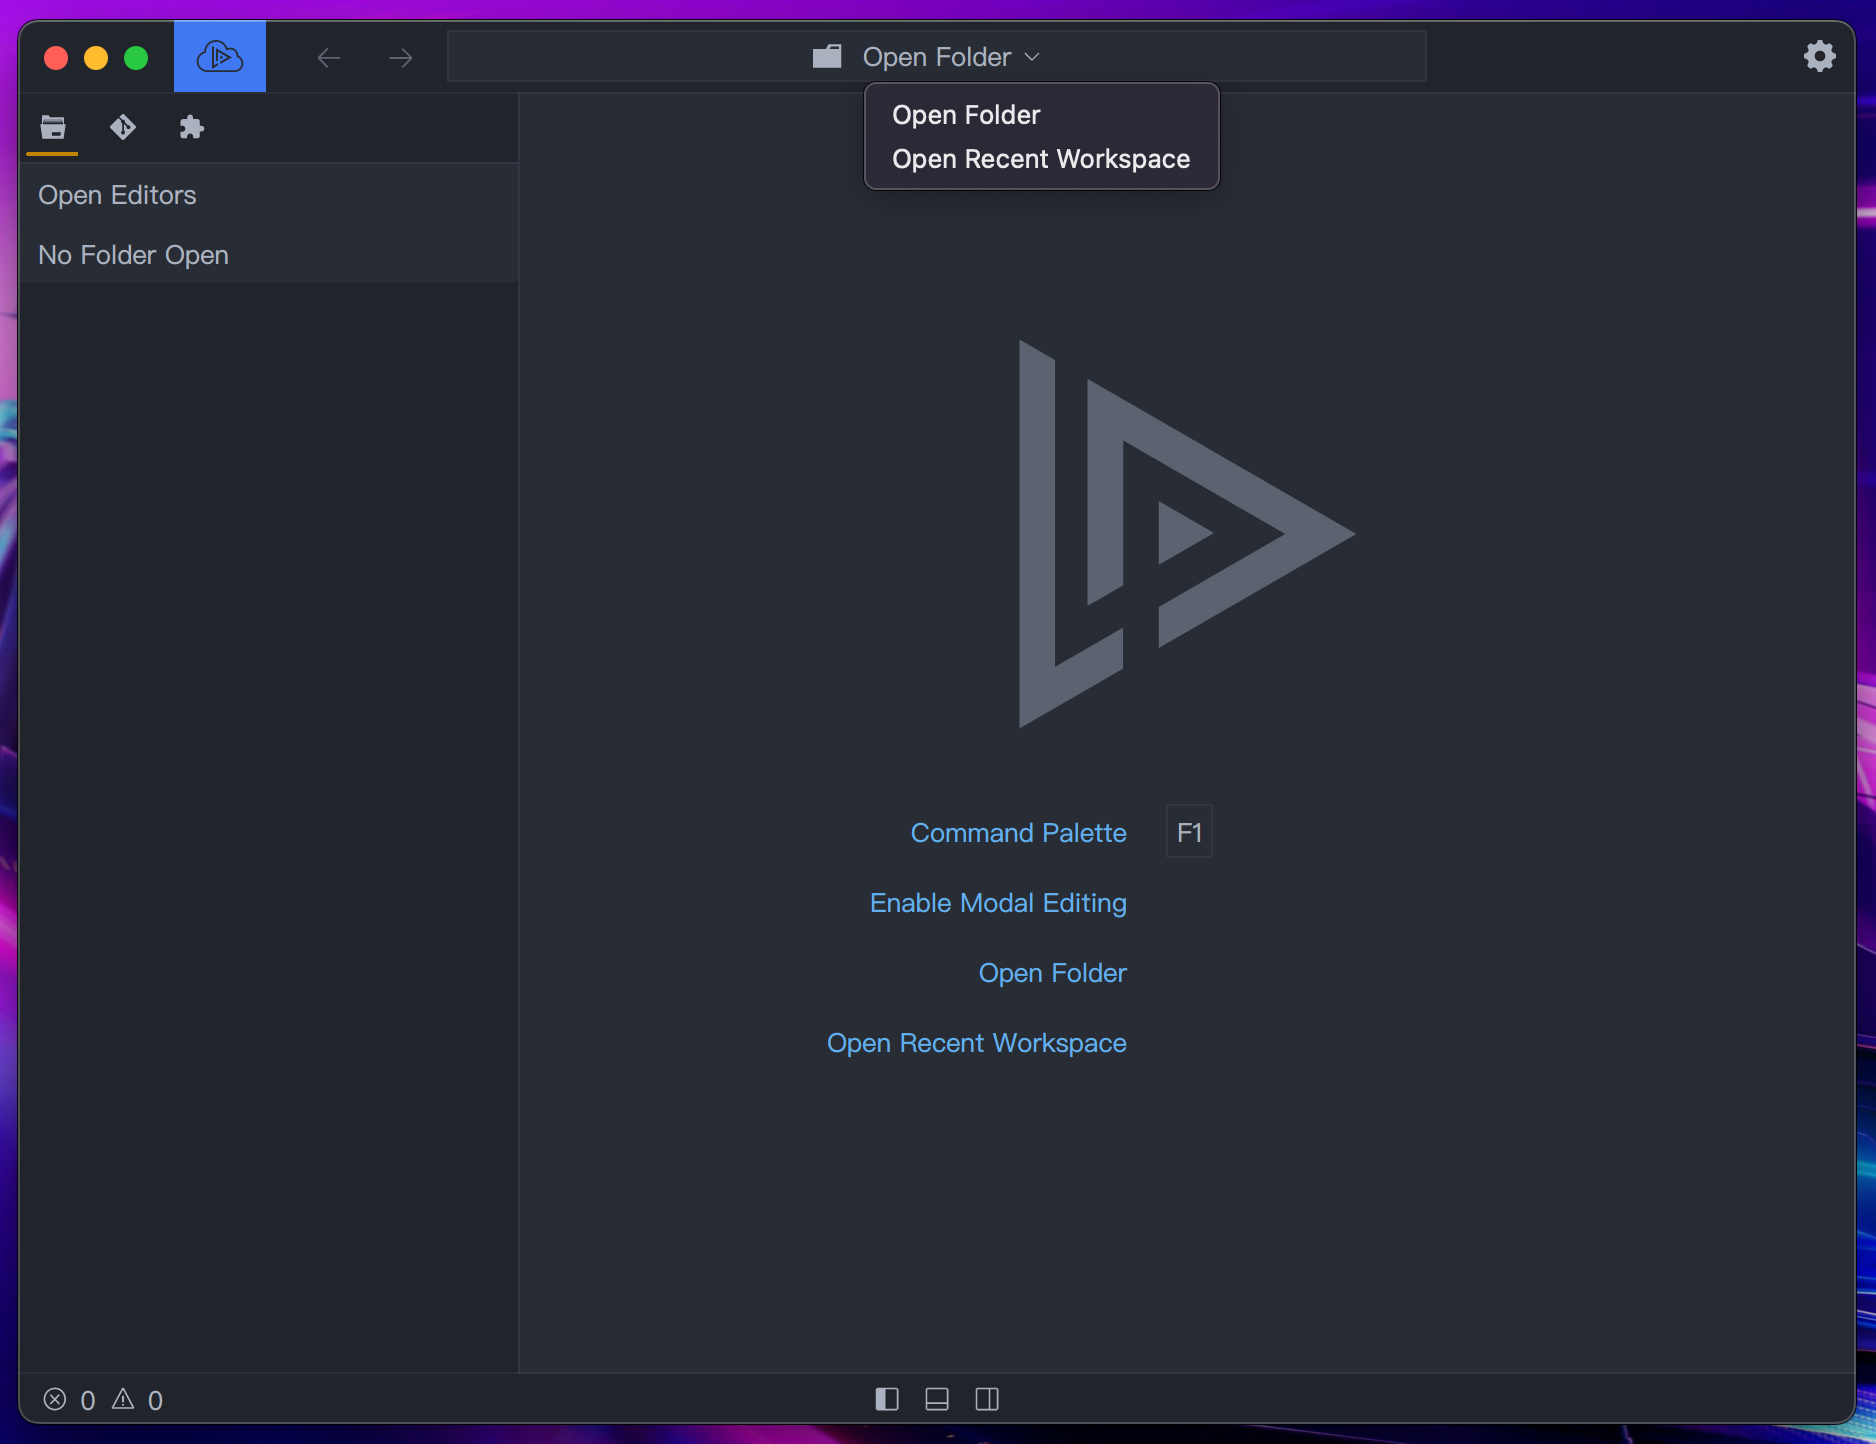 Open Folder
Open Folder
Open Recent Workspace
Open Editors
No Folder Open
Command Palette F1
Enable Modal Editing
Open Folder
Open Recent Workspace
0 0